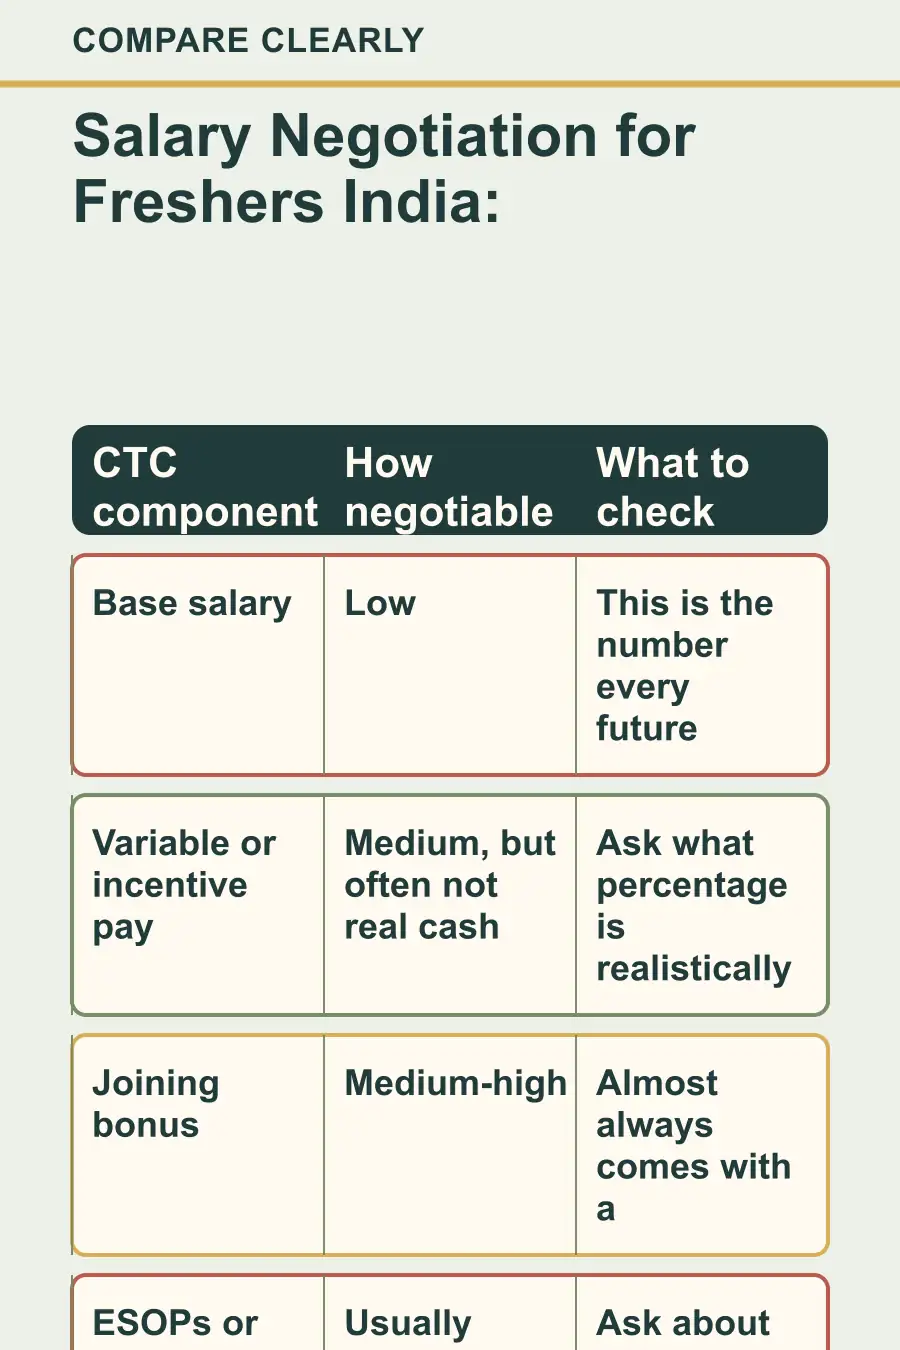 COMPARE CLEARLY
Salary Negotiation for
Freshers India:
CTC
component
How
negotiable
What to
check
Base salary
Low
This is the
number
every
future
Variable or
incentive
pay
Medium, but
often not
real cash
Ask what
percentage
is
realistically
Joining
bonus
Medium-high
Almost
always
comes with
a
ESOPs or
Usually
Ask about